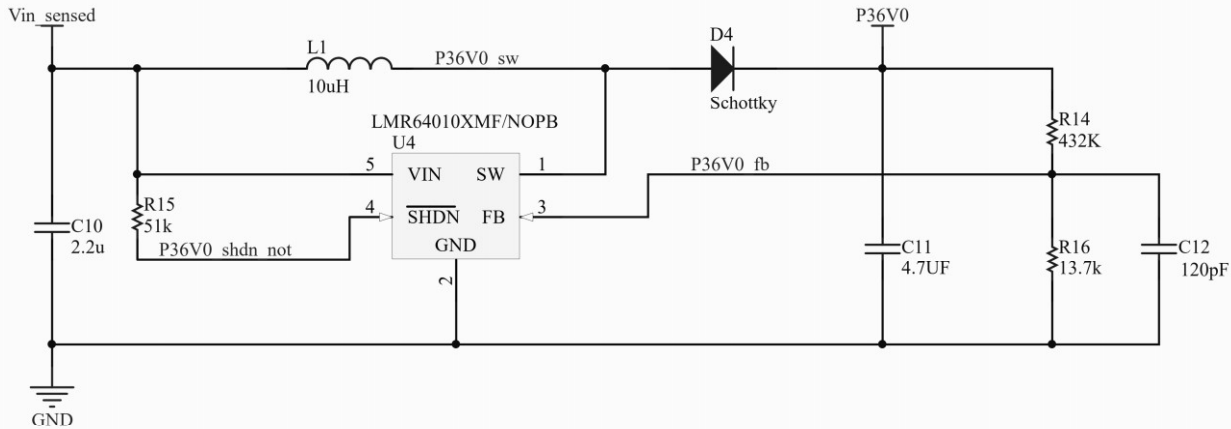 Vin_sensed
P36V0
L1
10uH
P36V0_sw
D4
Schottky
LMR64010XMF/NOPB
U4
5
VIN
SW
1
P36V0_fb
R14
432K
R15
51k
4
SHDN
FB
3
GND
P36V0_shdn_not
2
C10
2.2u
C11
4.7UF
R16
13.7k
C12
120pF
GND